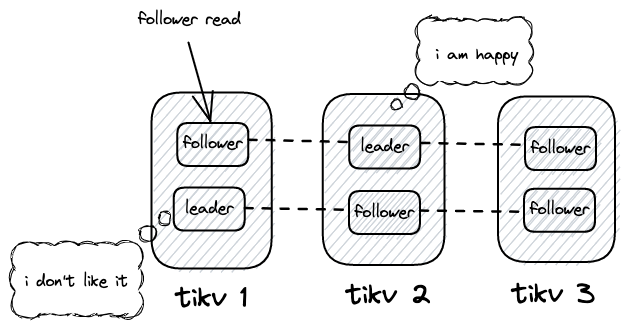 follower read
i am happy
follower
leader
follower
leader
follower
follower
i don't like it
tikv 1
tikv 2
tikv 3